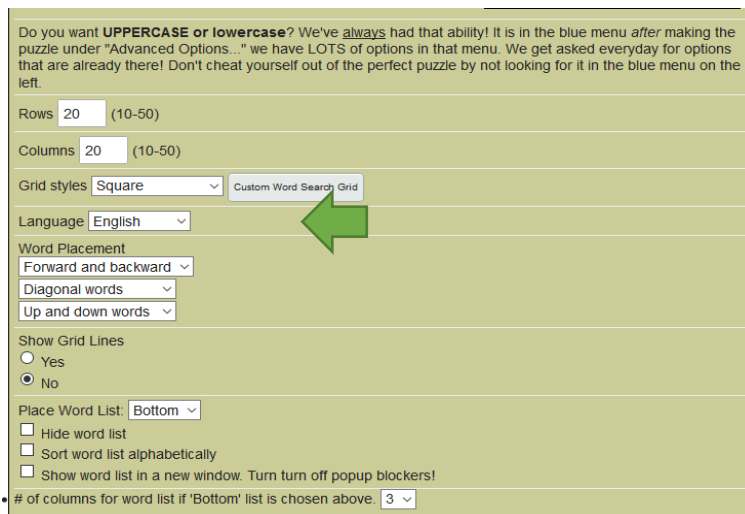 Do you want UPPERCASE or lowercase? We've always had that ability! It is in the blue menu after making the
puzzle under "Advanced Options..." we have LOTS of options in that menu. We get asked everyday for options
that are already there! Don't cheat yourself out of the perfect puzzle by not looking for it in the blue menu on the
left.
Rows 20 (10-50)
Columns 20 (10-50)
Grid styles Square Custom Word Search Grid
Language English
Word Placement
Forward and backward
Diagonal words
Up and down words
Show Grid Lines
Yes
No
Place Word List: Bottom
Hide word list
Sort word list alphabetically
Show word list in a new window. Turn turn off popup blockers!
# of columns for word list if 'Bottom' list is chosen above. 3